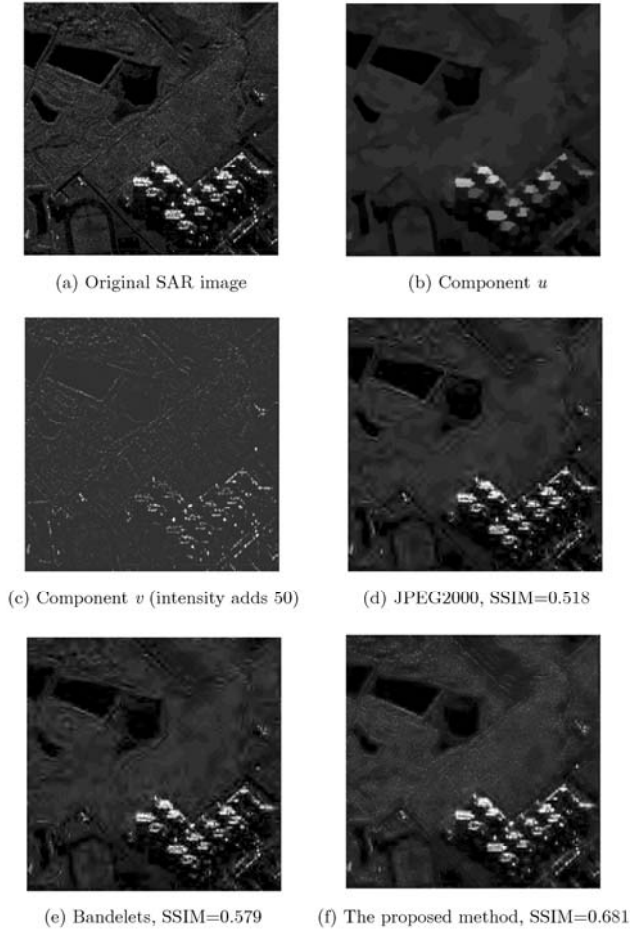 (a) Original SAR image
(b) Component u
(c) Component v (intensity adds 50)
(d) JPEG2000, SSIM=0.518
(e) Bandelets, SSIM=0.579
(f) The proposed method, SSIM=0.681